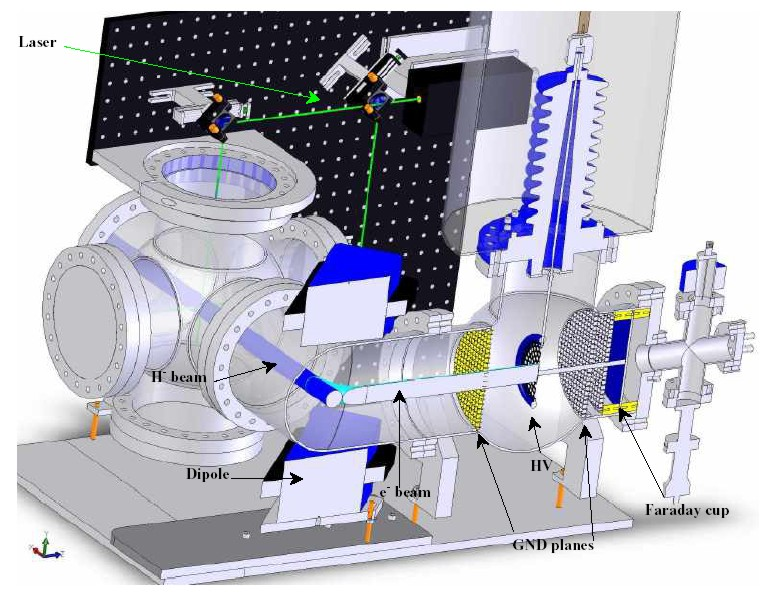 Laser
H⁻ beam
Dipole
e⁻ beam
HV
GND planes
Faraday cup